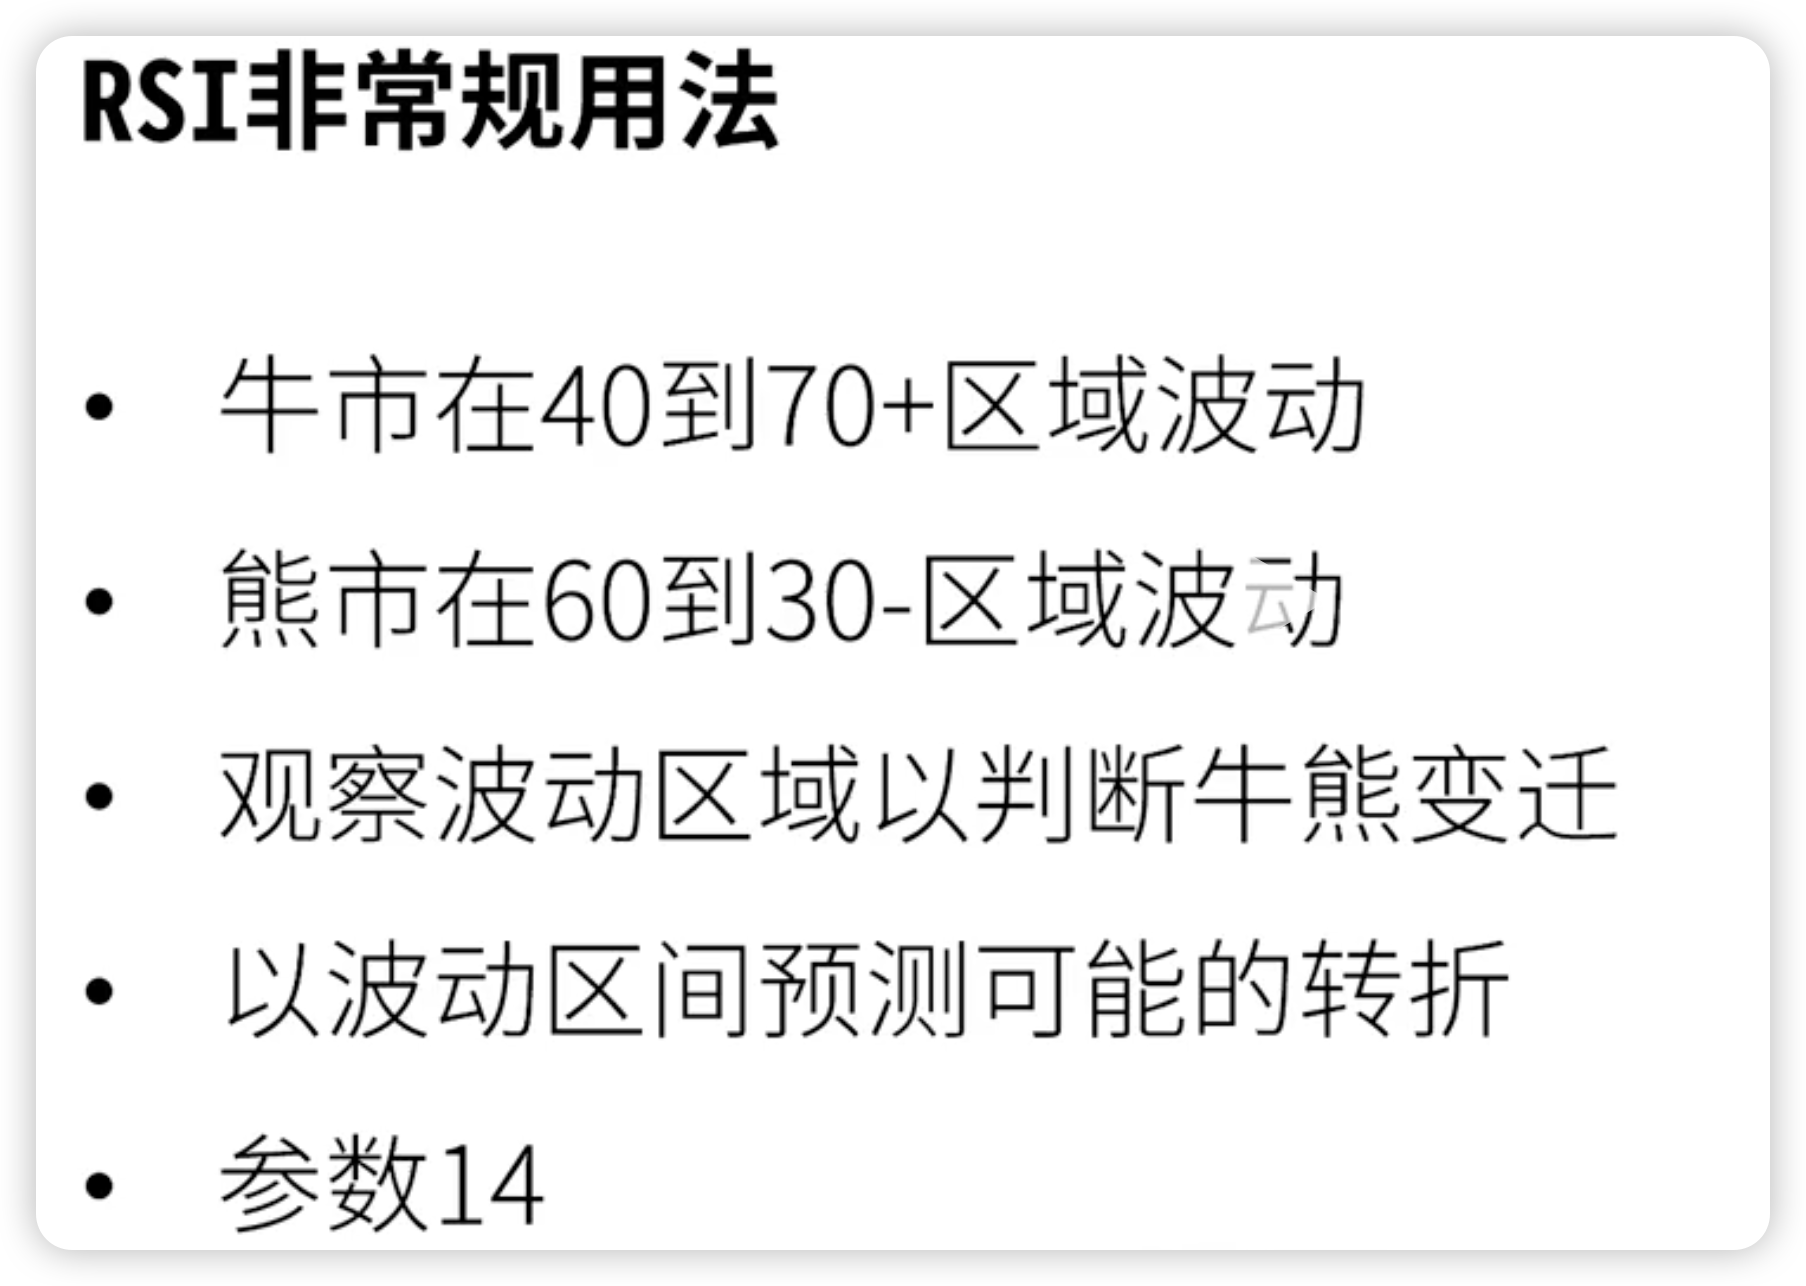 RSI非常规用法
• 牛市在40到70+区域波动
• 熊市在60到30-区域波动
• 观察波动区域以判断牛熊变迁
• 以波动区间预测可能的转折
• 参数14